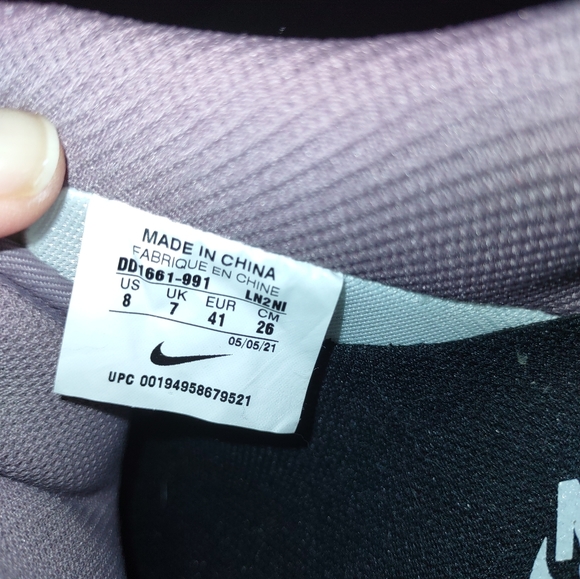 MADE IN CHINA
FABRIQUE EN CHINE
DD1661-991 LN2NI
US UK EUR CM
8 7 41 26
05/05/21
UPC 00194958679521